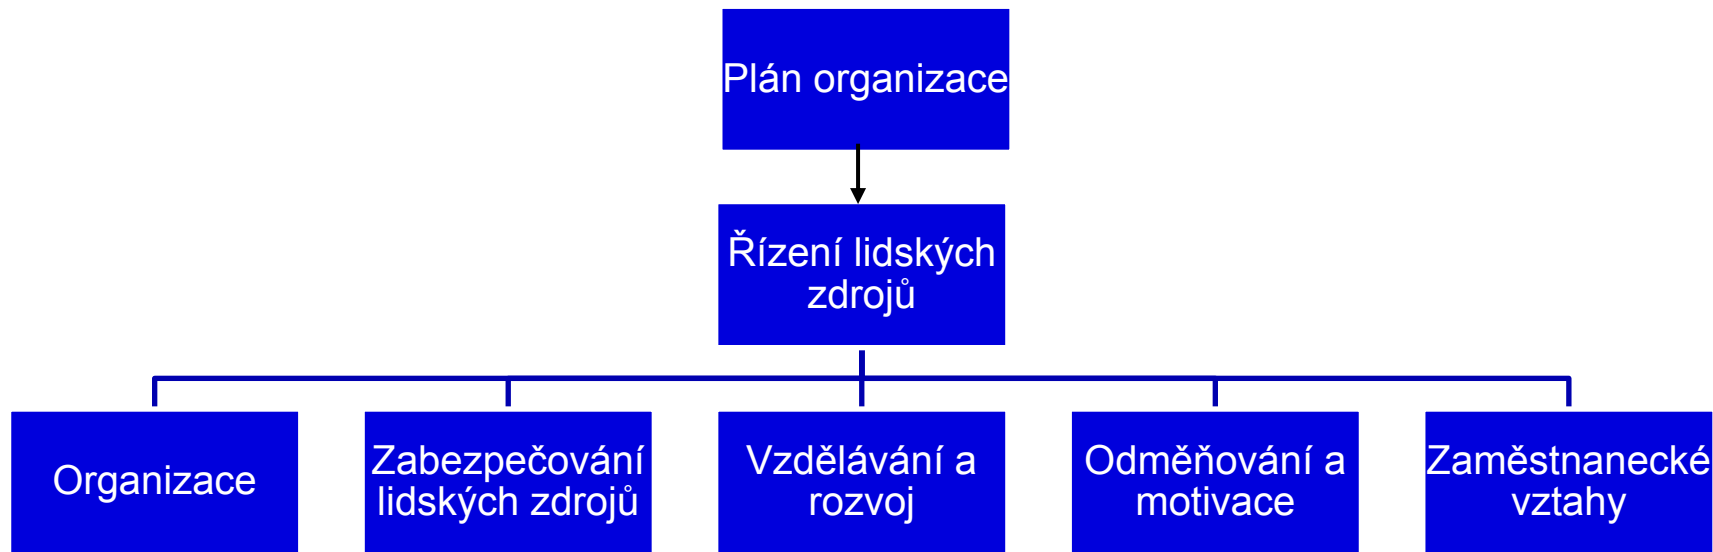 Plán organizace
Řízení lidských
zdrojů
Organizace
Zabezpečování
lidských zdrojů
Vzdělávání a
rozvoj
Odměňování a
motivace
Zaměstnanecké
vztahy